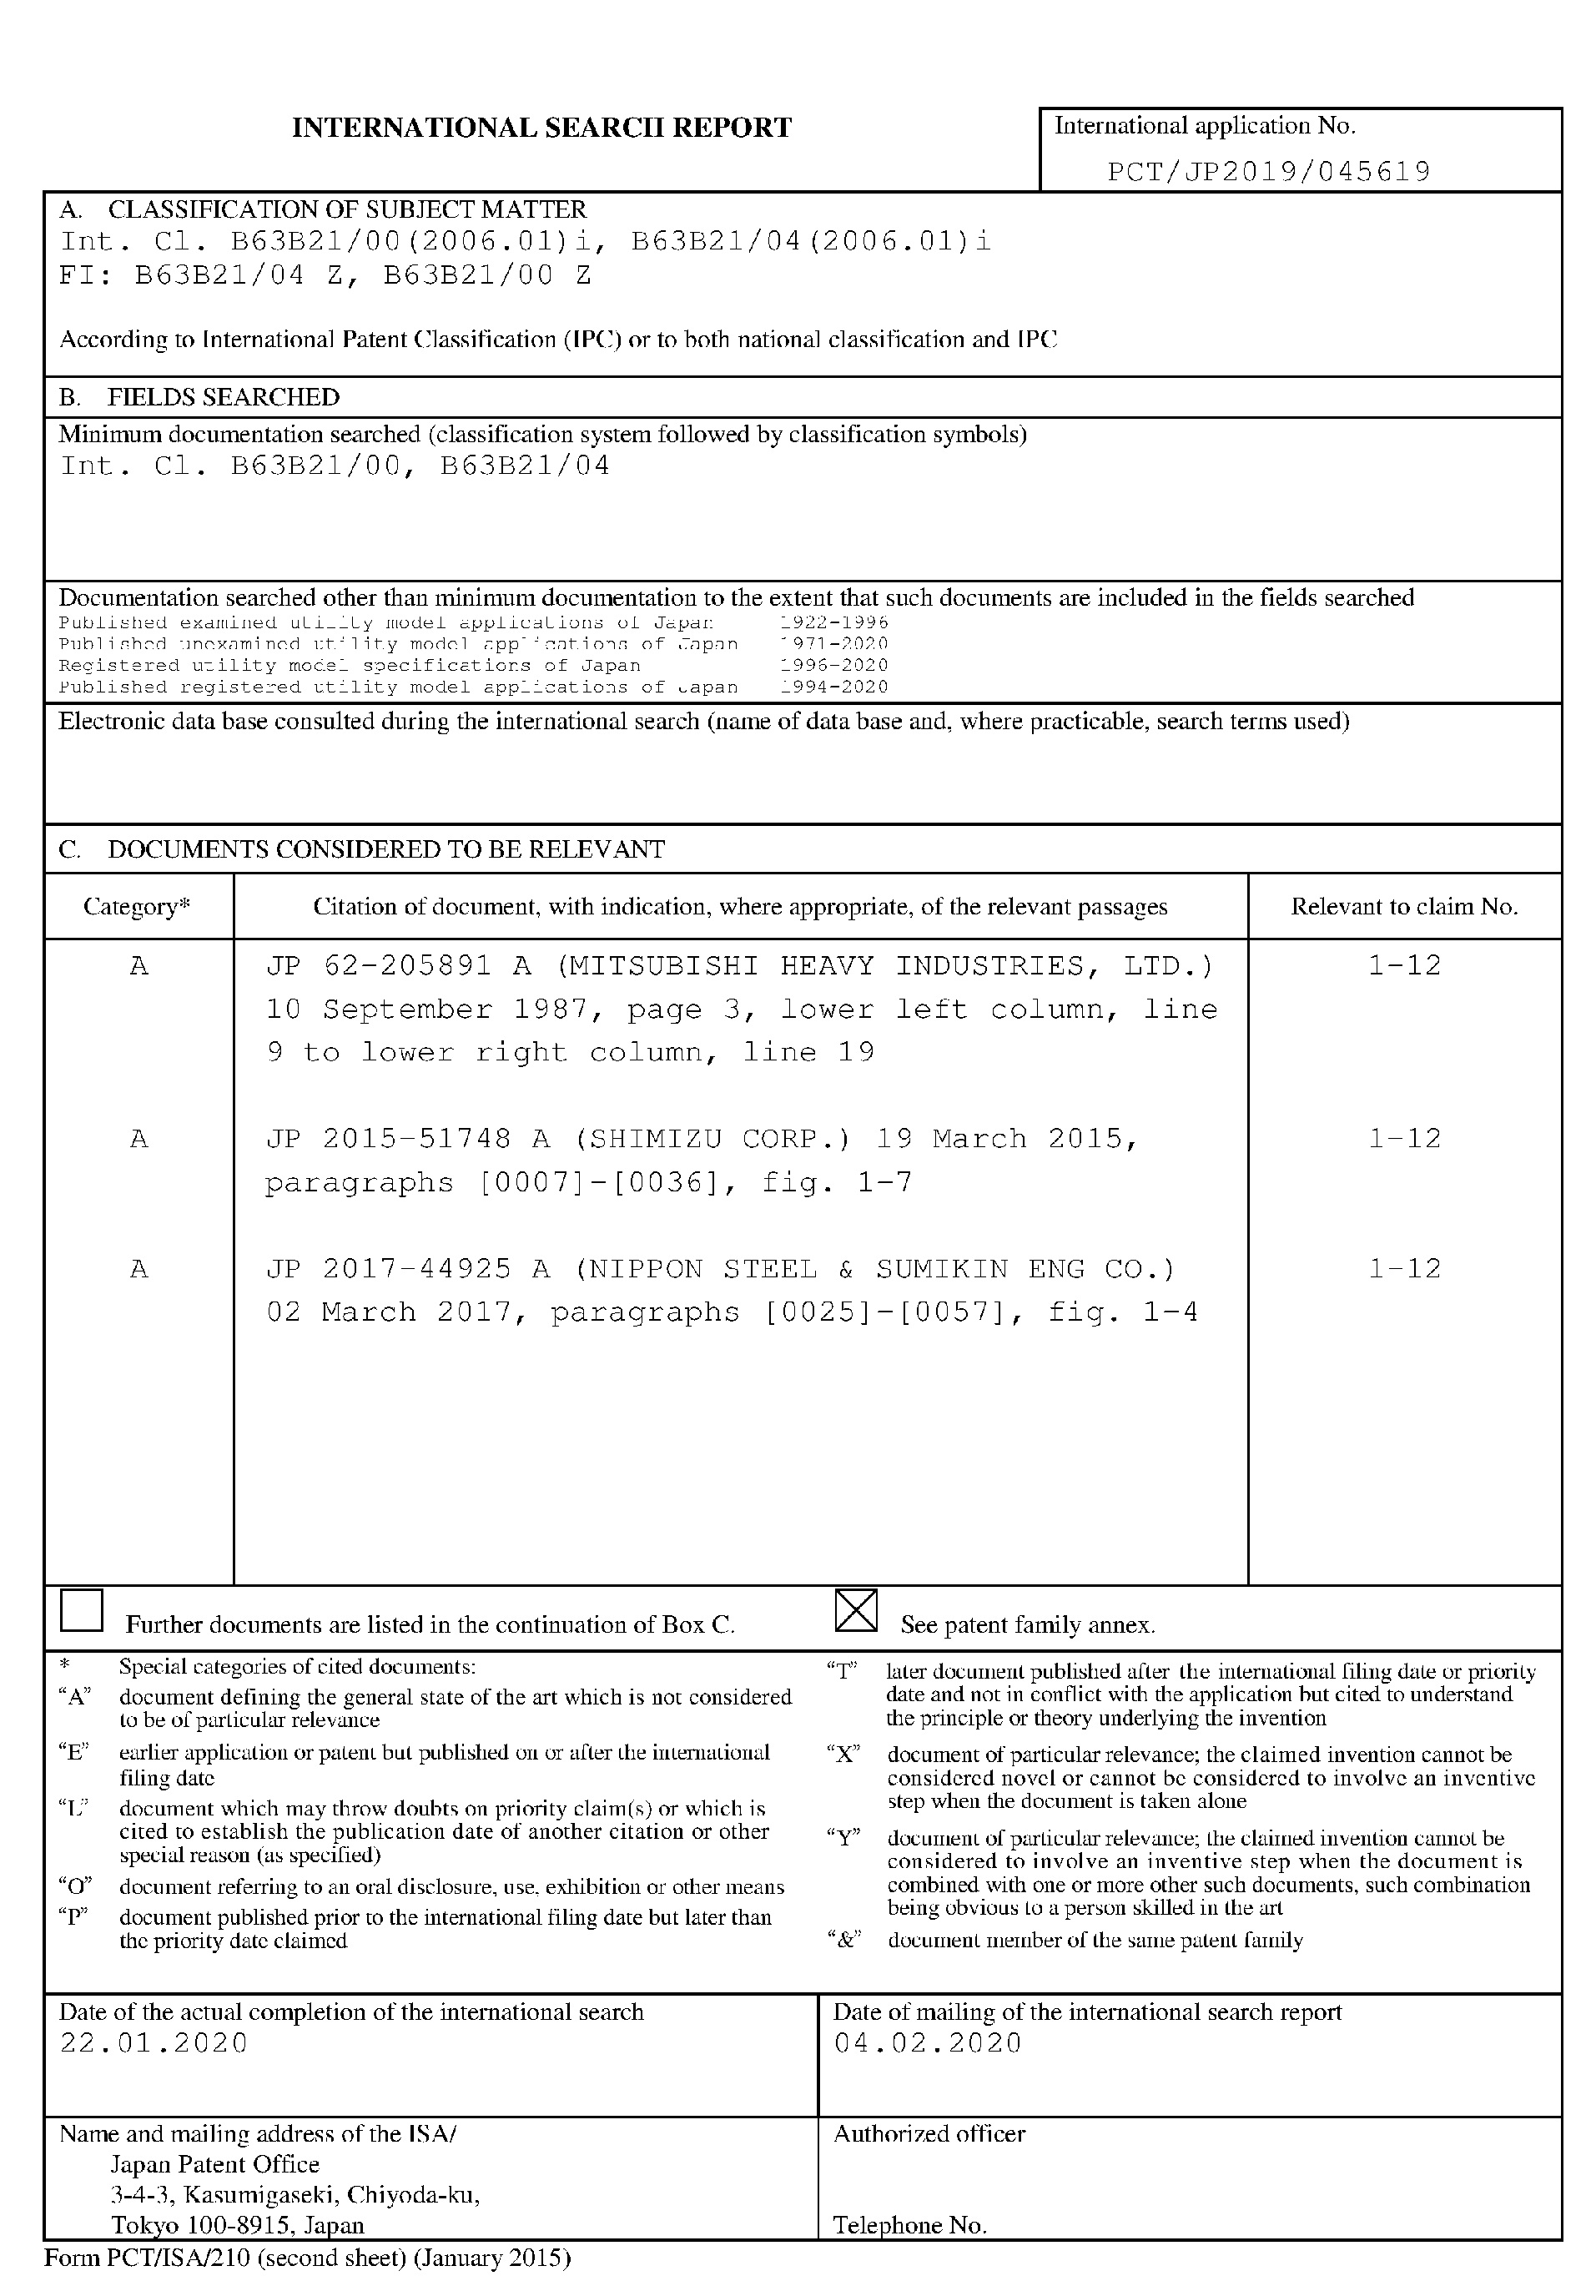 INTERNATIONAL SEARCH REPORT
International application No.
PCT/JP2019/045619
A. CLASSIFICATION OF SUBJECT MATTER
Int. Cl. B63B21/00(2006.01)i, B63B21/04(2006.01)i
FI: B63B21/04 Z, B63B21/00 Z
According to International Patent Classification (IPC) or to both national classification and IPC
B. FIELDS SEARCHED
Minimum documentation searched (classification system followed by classification symbols)
Int. Cl. B63B21/00, B63B21/04
Documentation searched other than minimum documentation to the extent that such documents are included in the fields searched
Published examined utility model applications of Japan 1922-1996
Published unexamined utility model applications of Japan 1971-2020
Registered utility model specifications of Japan 1996-2020
Published registered utility model applications of Japan 1994-2020
Electronic data base consulted during the international search (name of data base and, where practicable, search terms used)
C. DOCUMENTS CONSIDERED TO BE RELEVANT
Category* Citation of document, with indication, where appropriate, of the relevant passages Relevant to claim No.
A JP 62-205891 A (MITSUBISHI HEAVY INDUSTRIES, LTD.) 1-12
10 September 1987, page 3, lower left column, line
9 to lower right column, line 19
A JP 2015-51748 A (SHIMIZU CORP.) 19 March 2015, 1-12
paragraphs [0007]-[0036], fig. 1-7
A JP 2017-44925 A (NIPPON STEEL & SUMIKIN ENG CO.) 1-12
02 March 2017, paragraphs [0025]-[0057], fig. 1-4
Further documents are listed in the continuation of Box C.
See patent family annex.
* Special categories of cited documents:
“A” document defining the general state of the art which is not considered
to be of particular relevance
“E” earlier application or patent but published on or after the international
filing date
“L” document which may throw doubts on priority claim(s) or which is
cited to establish the publication date of another citation or other
special reason (as specified)
“O” document referring to an oral disclosure, use, exhibition or other means
“P” document published prior to the international filing date but later than
the priority date claimed
“T” later document published after the international filing date or priority
date and not in conflict with the application but cited to understand
the principle or theory underlying the invention
“X” document of particular relevance; the claimed invention cannot be
considered novel or cannot be considered to involve an inventive
step when the document is taken alone
“Y” document of particular relevance; the claimed invention cannot be
considered to involve an inventive step when the document is
combined with one or more other such documents, such combination
being obvious to a person skilled in the art
“&” document member of the same patent family
Date of the actual completion of the international search
22.01.2020
Date of mailing of the international search report
04.02.2020
Name and mailing address of the ISA/
Japan Patent Office
3-4-3, Kasumigaseki, Chiyoda-ku,
Tokyo 100-8915, Japan
Authorized officer
Telephone No.
Form PCT/ISA/210 (second sheet) (January 2015)